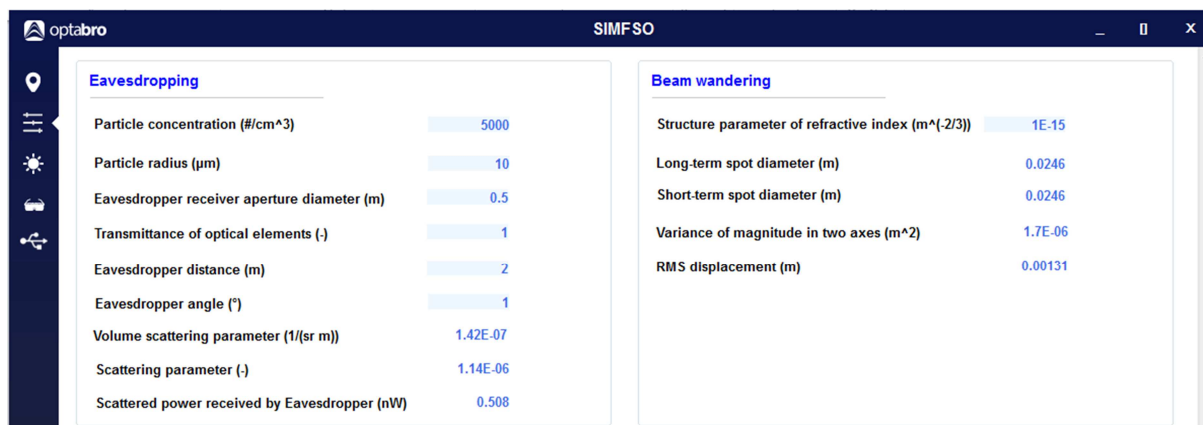 optabro SIMFSO _ [] X
Eavesdropping
Particle concentration (#/cm^3) 5000
Particle radius (µm) 10
Eavesdropper receiver aperture diameter (m) 0.5
Transmittance of optical elements (-) 1
Eavesdropper distance (m) 2
Eavesdropper angle (°) 1
Volume scattering parameter (1/(sr m)) 1.42E-07
Scattering parameter (-) 1.14E-06
Scattered power received by Eavesdropper (nW) 0.508
Beam wandering
Structure parameter of refractive index (m^(-2/3)) 1E-15
Long-term spot diameter (m) 0.0246
Short-term spot diameter (m) 0.0246
Variance of magnitude in two axes (m^2) 1.7E-06
RMS displacement (m) 0.00131